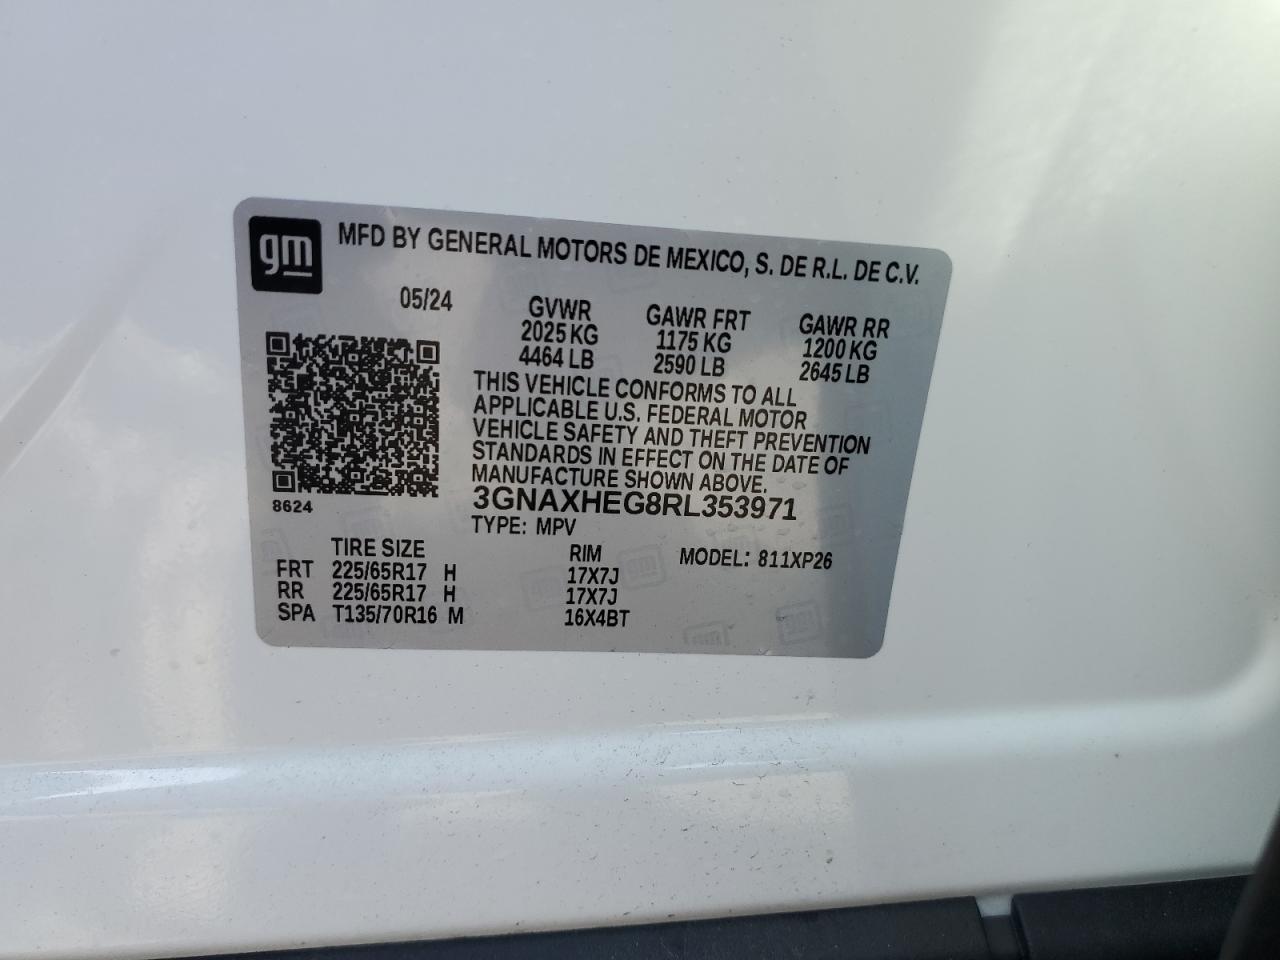 gm
MFD BY GENERAL MOTORS DE MEXICO, S. DE R.L. DE C.V.
05/24 GVWR GAWR FRT GAWR RR
2025 KG 1175 KG 1200 KG
4464 LB 2590 LB 2645 LB
THIS VEHICLE CONFORMS TO ALL
APPLICABLE U.S. FEDERAL MOTOR
VEHICLE SAFETY AND THEFT PREVENTION
STANDARDS IN EFFECT ON THE DATE OF
MANUFACTURE SHOWN ABOVE.
8624 3GNAXHEG8RL353971
TYPE: MPV
TIRE SIZE RIM MODEL: 811XP26
FRT 225/65R17 H 17X7J
RR 225/65R17 H 17X7J
SPA T135/70R16 M 16X4BT